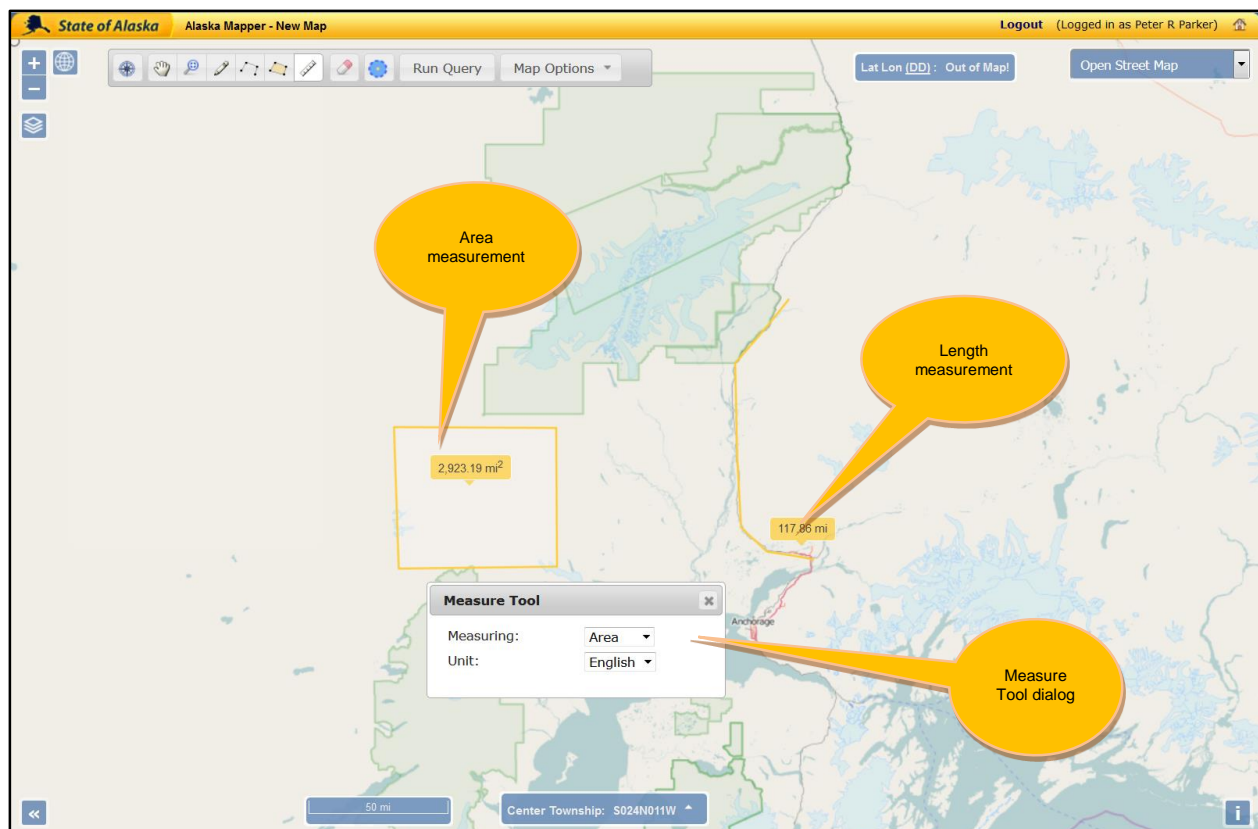 State of Alaska Alaska Mapper - New Map Logout (Logged in as Peter R Parker)
+
−
Run Query Map Options
Lat Lon (DD) : Out of Map!
Open Street Map
Area
measurement
Length
measurement
2,923.19 mi²
117.86 mi
Measure Tool
Measuring: Area
Unit: English
Anchorage
Measure
Tool dialog
« 50 mi Center Township: S024N011W i